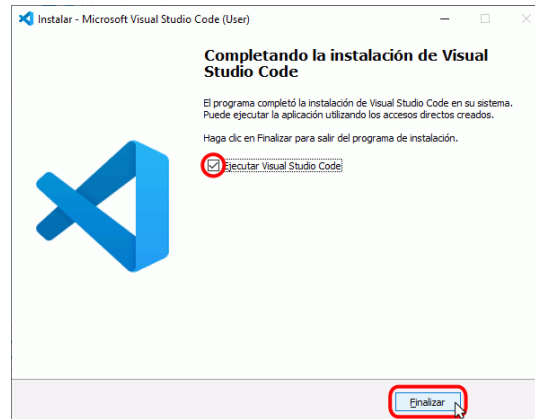 Instalar - Microsoft Visual Studio Code (User)
Completando la instalación de Visual
Studio Code
El programa completó la instalación de Visual Studio Code en su sistema.
Puede ejecutar la aplicación utilizando los accesos directos creados.
Haga clic en Finalizar para salir del programa de instalación.
Ejecutar Visual Studio Code
Finalizar